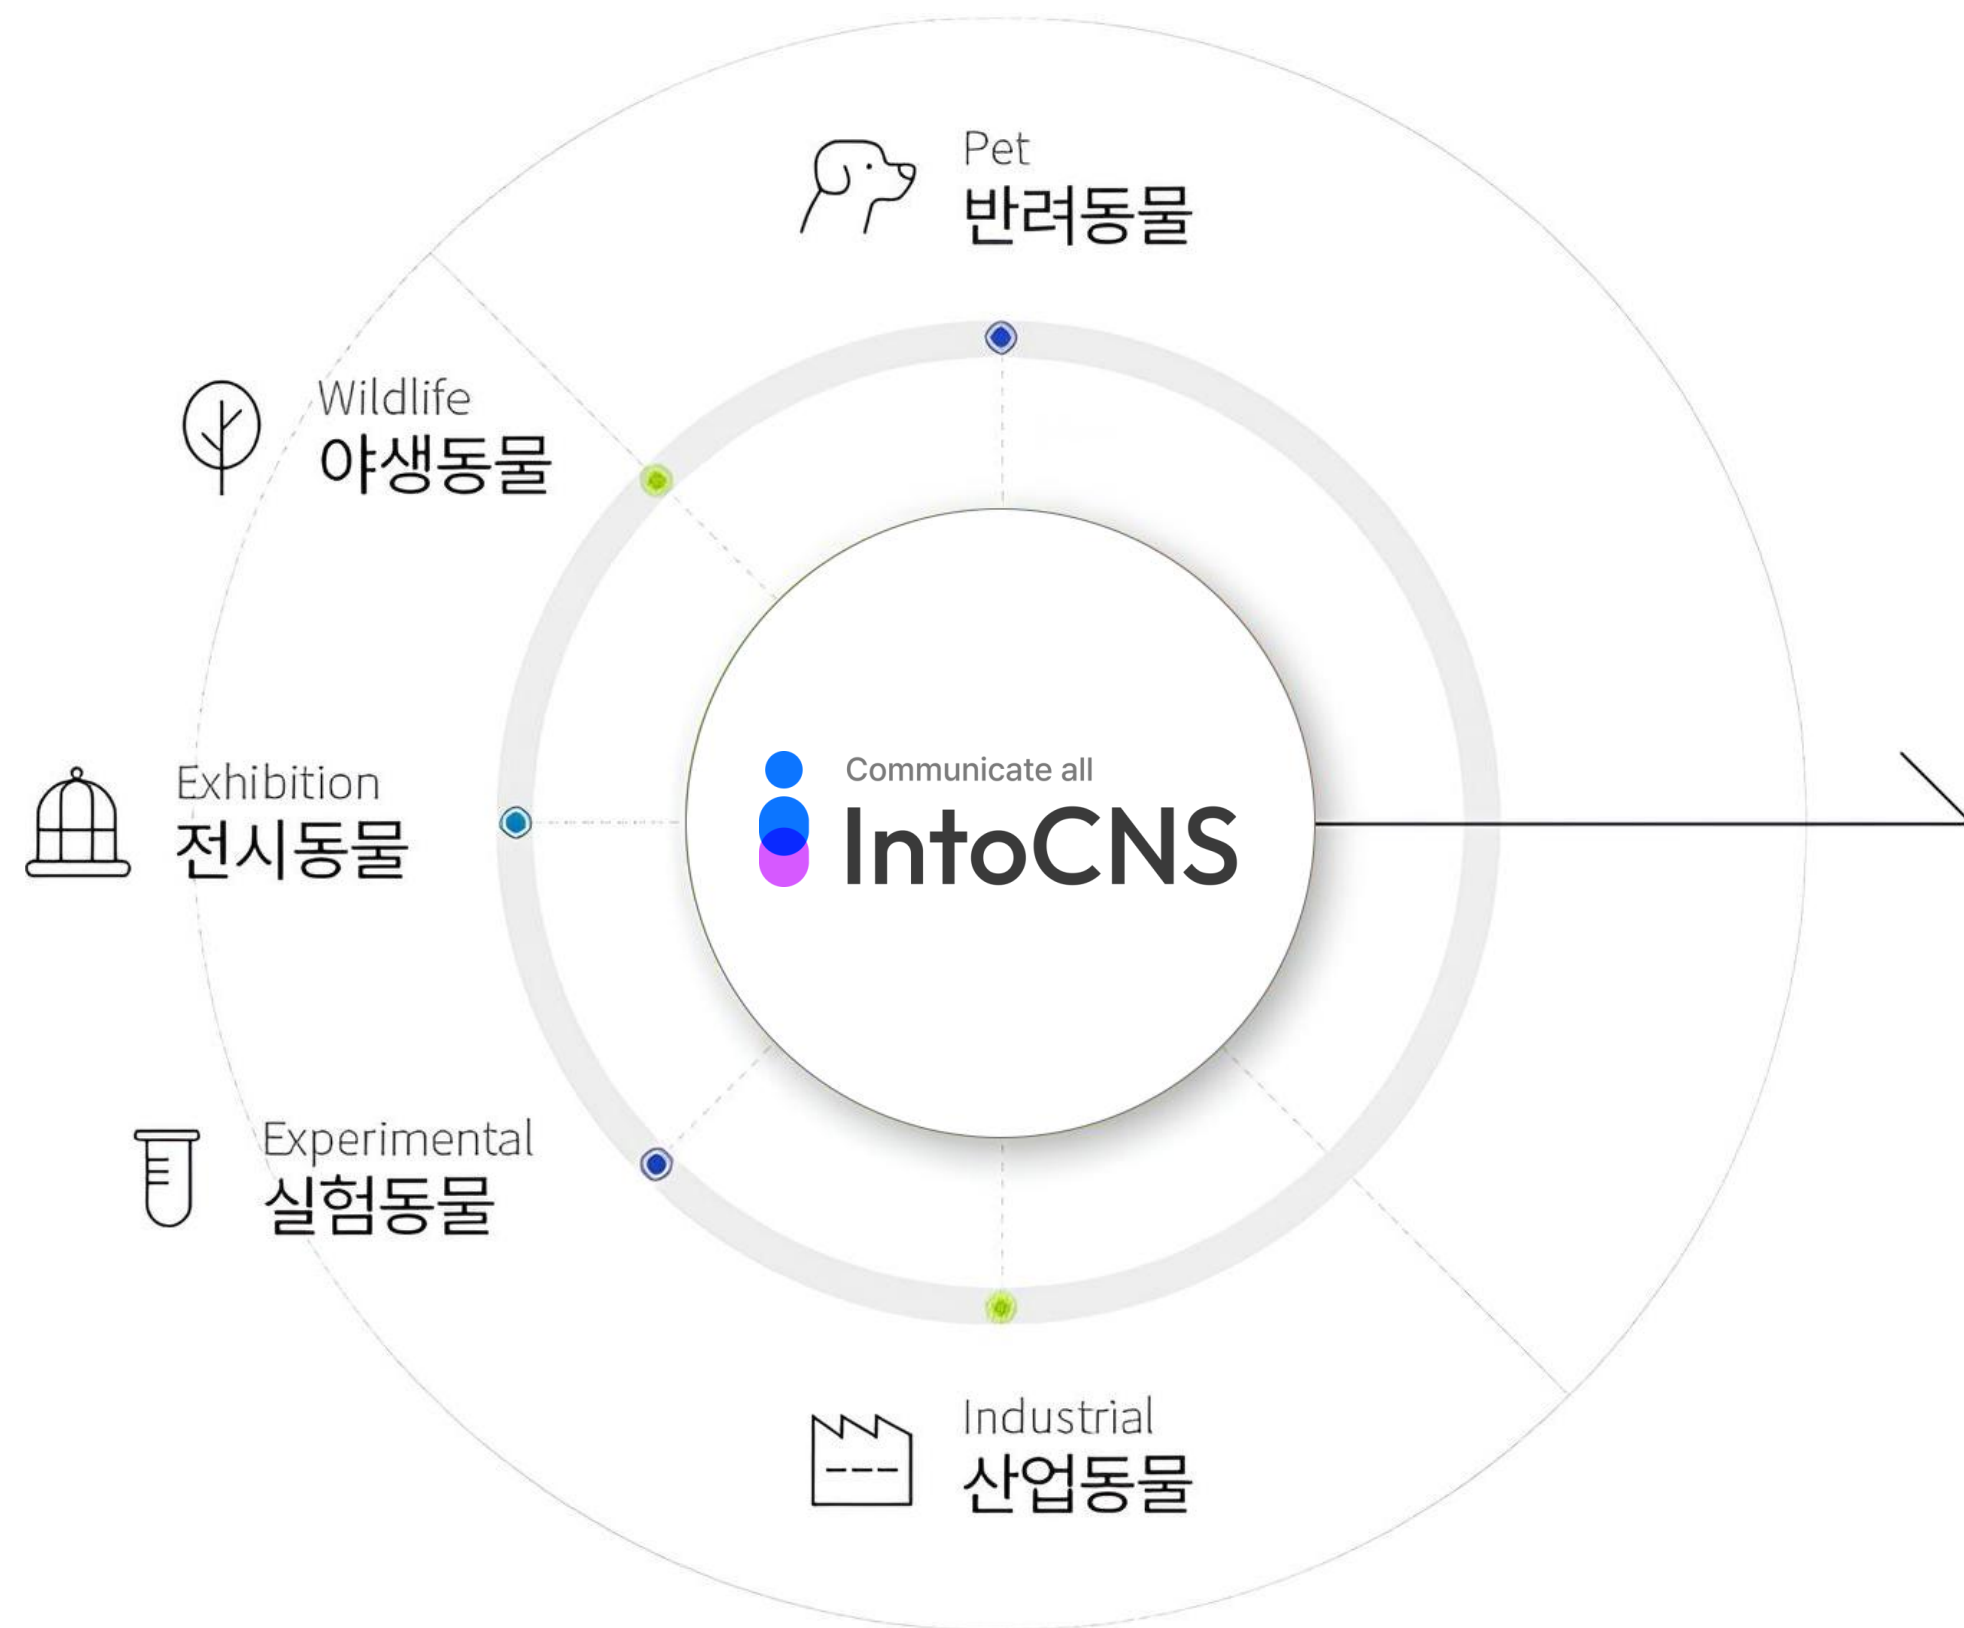 Pet
반려동물
Wildlife
야생동물
Communicate all
IntoCNS
Exhibition
전시동물
Experimental
실험동물
Industrial
산업동물